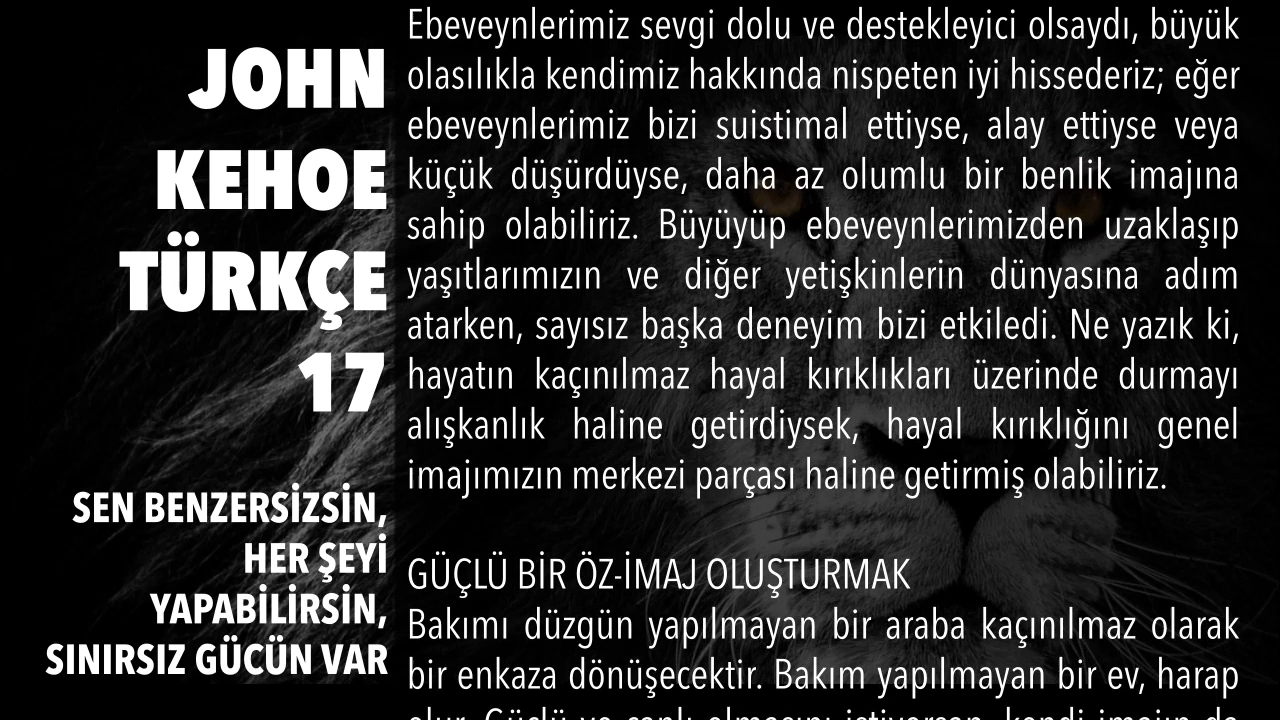 JOHN
KEHOE
TÜRKÇE
17
SEN BENZERSİZSİN,
HER ŞEYİ
YAPABİLİRSİN,
SINIRSIZ GÜCÜN VAR
Ebeveynlerimiz sevgi dolu ve destekleyici olsaydı, büyük
olasılıkla kendimiz hakkında nispeten iyi hissederiz; eğer
ebeveynlerimiz bizi suistimal ettiyse, alay ettiyse veya
küçük düşürdüyse, daha az olumlu bir benlik imajına
sahip olabiliriz. Büyüyüp ebeveynlerimizden uzaklaşıp
yaşıtlarımızın ve diğer yetişkinlerin dünyasına adım
atarken, sayısız başka deneyim bizi etkiledi. Ne yazık ki,
hayatın kaçınılmaz hayal kırıklıkları üzerinde durmayı
alışkanlık haline getirdiysek, hayal kırıklığını genel
imajımızın merkezi parçası haline getirmiş olabiliriz.
GÜÇLÜ BİR ÖZ-İMAJ OLUŞTURMAK
Bakımı düzgün yapılmayan bir araba kaçınılmaz olarak
bir enkaza dönüşecektir. Bakım yapılmayan bir ev, harap